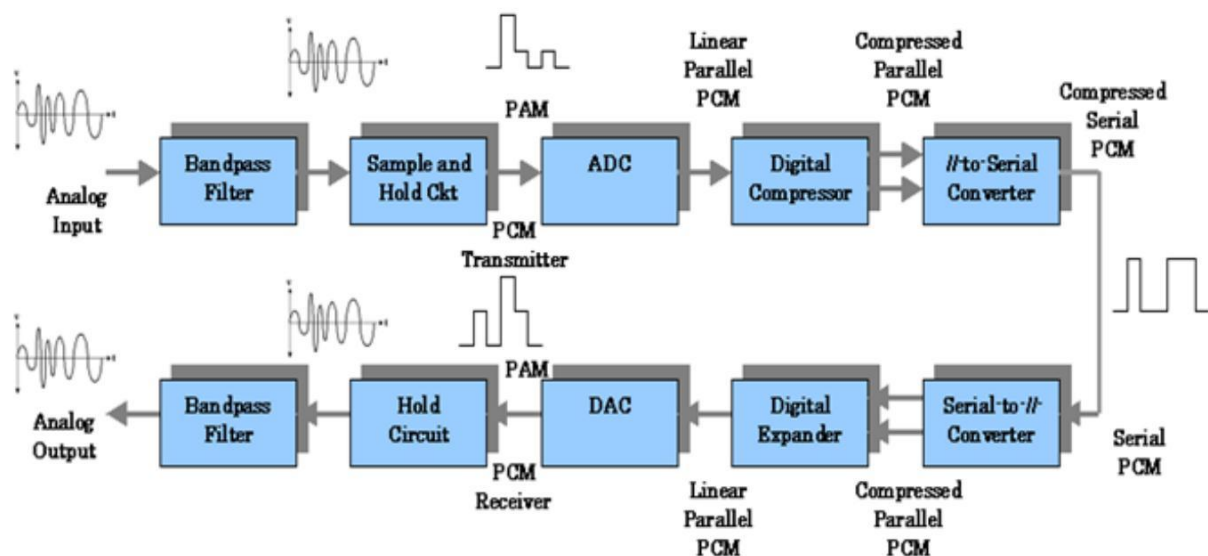 Linear
Parallel
PCM
Compressed
Parallel
PCM
Compressed
Serial
PCM
PAM
Analog
Input
Bandpass
Filter
Sample and
Hold Ckt
ADC
Digital
Compressor
//-to-Serial
Converter
PCM
Transmitter
PAM
Analog
Output
Bandpass
Filter
Hold
Circuit
DAC
Digital
Expander
Serial-to-//-
Converter
Serial
PCM
PCM
Receiver
Linear
Parallel
PCM
Compressed
Parallel
PCM